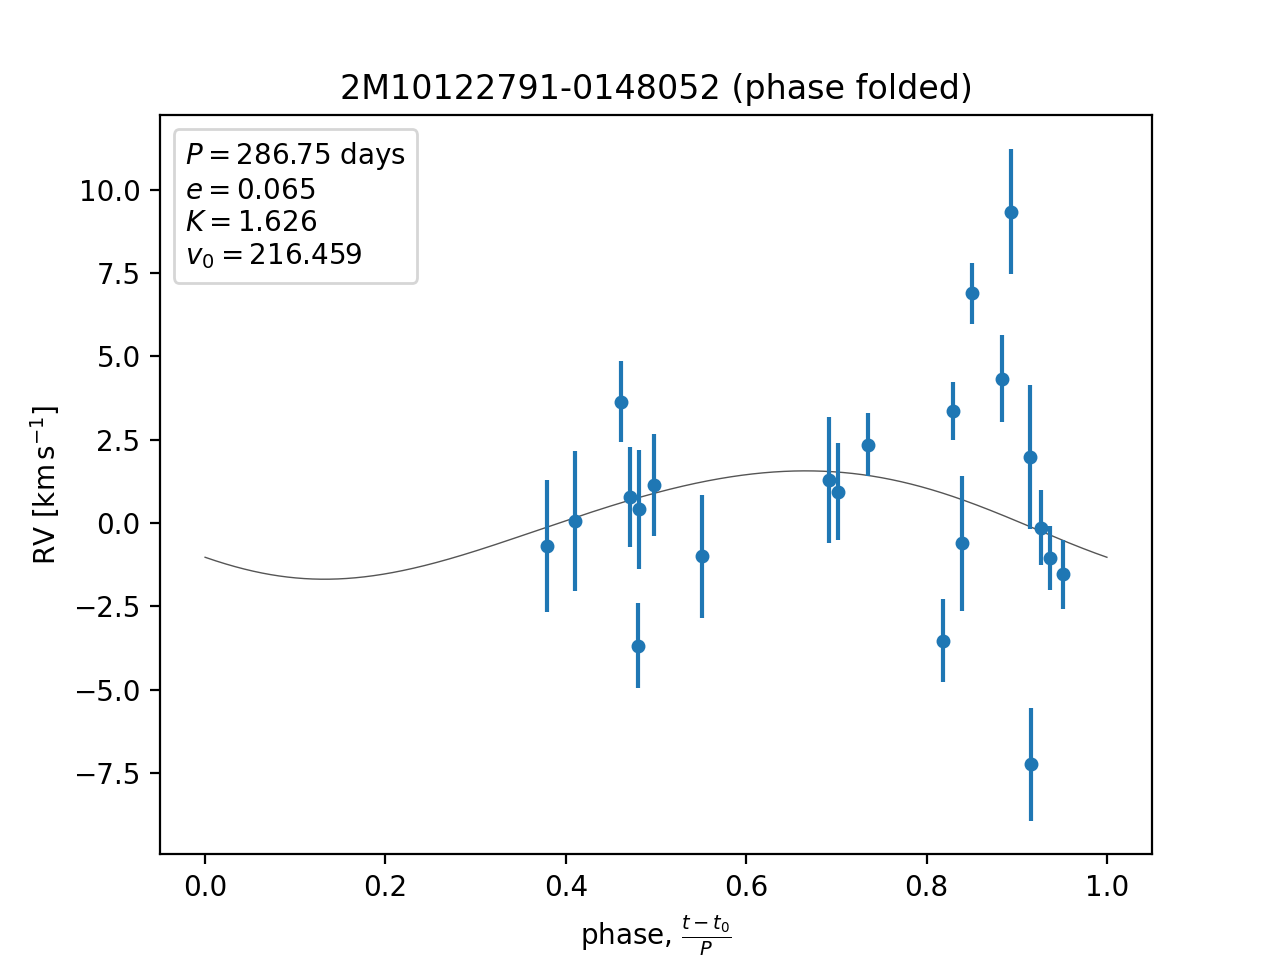 2M10122791-0148052 (phase folded)
P = 286.75 days
e = 0.065
K = 1.626
v₀ = 216.459
10.0
7.5
5.0
2.5
0.0
−2.5
−5.0
−7.5
RV [km s⁻¹]
0.0 0.2 0.4 0.6 0.8 1.0
phase, (t − t₀)/P